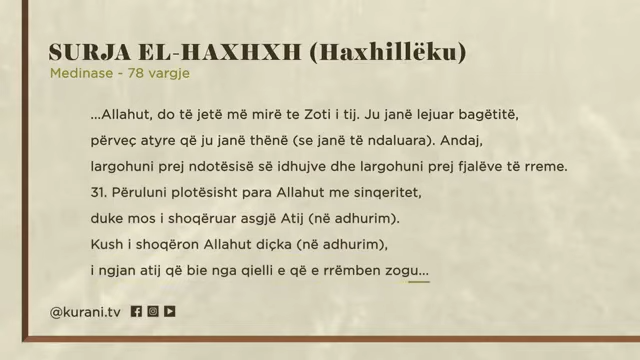 SURJA EL-HAXHXH (Haxhillëku)
Medinase - 78 vargje
...Allahut, do të jetë më mirë te Zoti i tij. Ju janë lejuar bagëtitë,
përveç atyre që ju janë thënë (se janë të ndaluara). Andaj,
largohuni prej ndotësisë së idhujve dhe largohuni prej fjalëve të rreme.
31. Përuluni plotësisht para Allahut me sinqeritet,
duke mos i shoqëruar asgjë Atij (në adhurim).
Kush i shoqëron Allahut diçka (në adhurim),
i ngjan atij që bie nga qielli e që e rrëmben zogu...
@kurani.tv